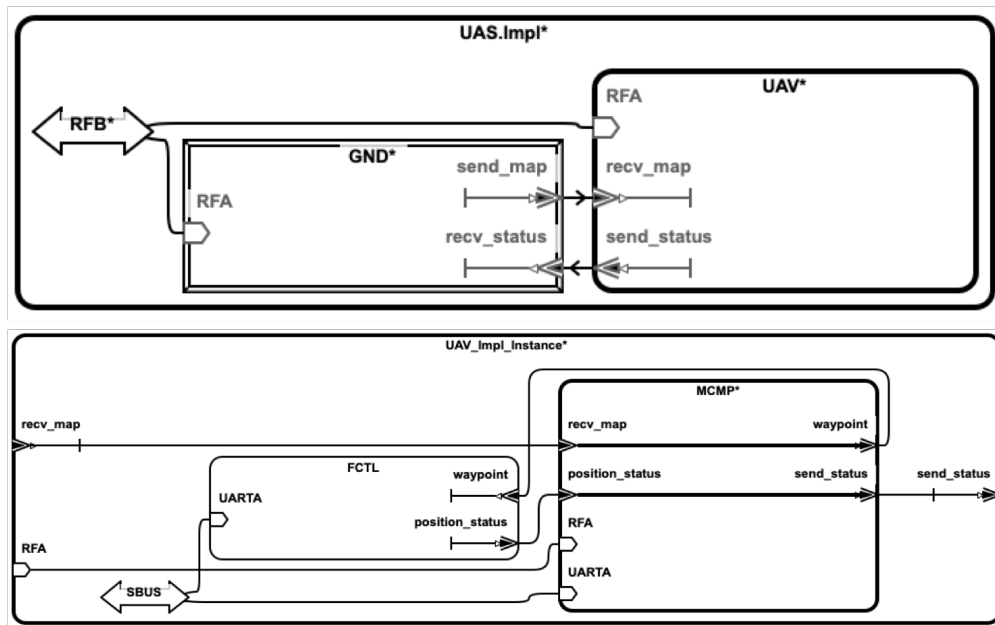 UAS.Impl*
UAV*
RFA
RFB*
GND*
send_map
recv_map
RFA
recv_status
send_status
UAV_Impl_Instance*
MCMP*
recv_map
recv_map
waypoint
FCTL
waypoint
position_status
send_status
send_status
UARTA
position_status
RFA
RFA
UARTA
SBUS